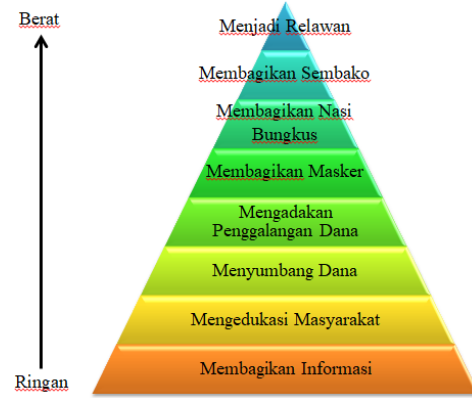 Berat
Menjadi Relawan
Membagikan Sembako
Membagikan Nasi
Bungkus
Membagikan Masker
Mengadakan
Penggalangan Dana
Menyumbang Dana
Mengedukasi Masyarakat
Membagikan Informasi
Ringan